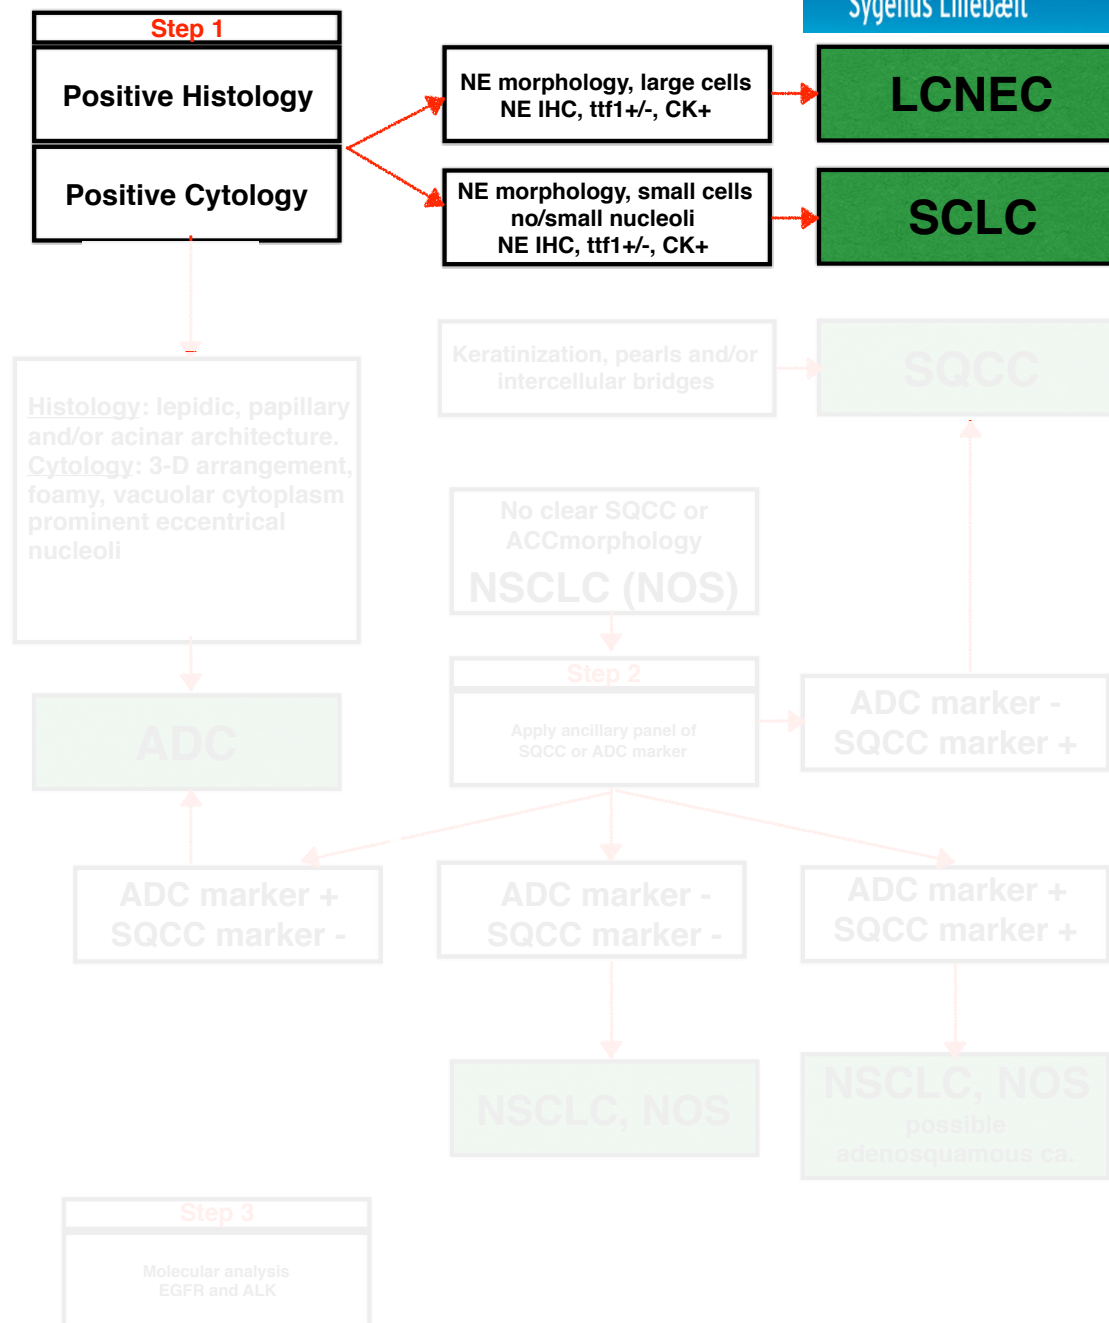 Sygehus Lillebælt
Step 1
Positive Histology
Positive Cytology
NE morphology, large cells
NE IHC, ttf1+/-, CK+
LCNEC
NE morphology, small cells
no/small nucleoli
NE IHC, ttf1+/-, CK+
SCLC
Keratinization, pearls and/or
intercellular bridges
SQCC
Histology: lepidic, papillary
and/or acinar architecture.
Cytology: 3-D arrangement,
foamy, vacuolar cytoplasm
prominent eccentrical
nucleoli
No clear SQCC or
ACCmorphology
NSCLC (NOS)
Step 2
Apply ancillary panel of
SQCC or ADC marker
ADC marker -
SQCC marker +
ADC
ADC marker +
SQCC marker -
ADC marker -
SQCC marker -
ADC marker +
SQCC marker +
NSCLC, NOS
NSCLC, NOS
possible
adenosquamous ca.
Step 3
Molecular analysis
EGFR and ALK